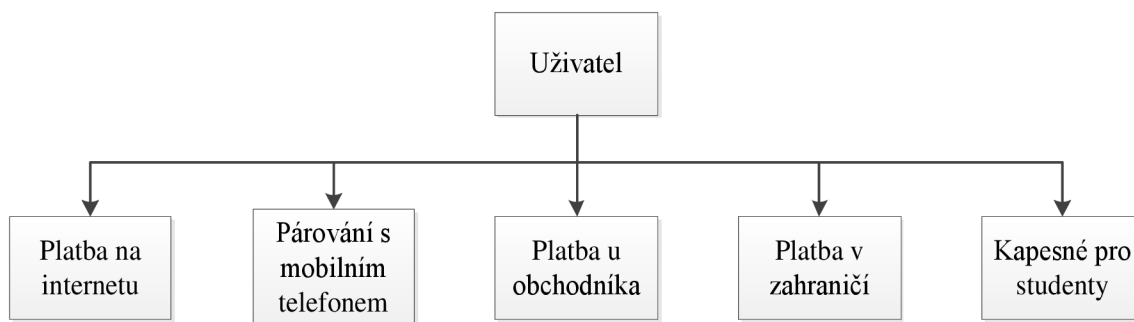 Uživatel
Platba na
internetu
Párování s
mobilním
telefonem
Platba u
obchodníka
Platba v
zahraničí
Kapesné pro
studenty